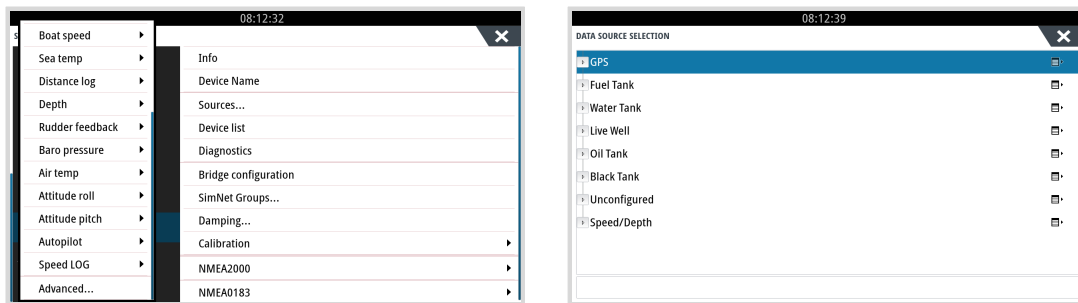 08:12:32
S
Boat speed
Sea temp
Distance log
Depth
Rudder feedback
Baro pressure
Air temp
Attitude roll
Attitude pitch
Autopilot
Speed LOG
Advanced...
Info
Device Name
Sources...
Device list
Diagnostics
Bridge configuration
SimNet Groups...
Damping...
Calibration
NMEA2000
NMEA0183
08:12:39
DATA SOURCE SELECTION
GPS
Fuel Tank
Water Tank
Live Well
Oil Tank
Black Tank
Unconfigured
Speed/Depth